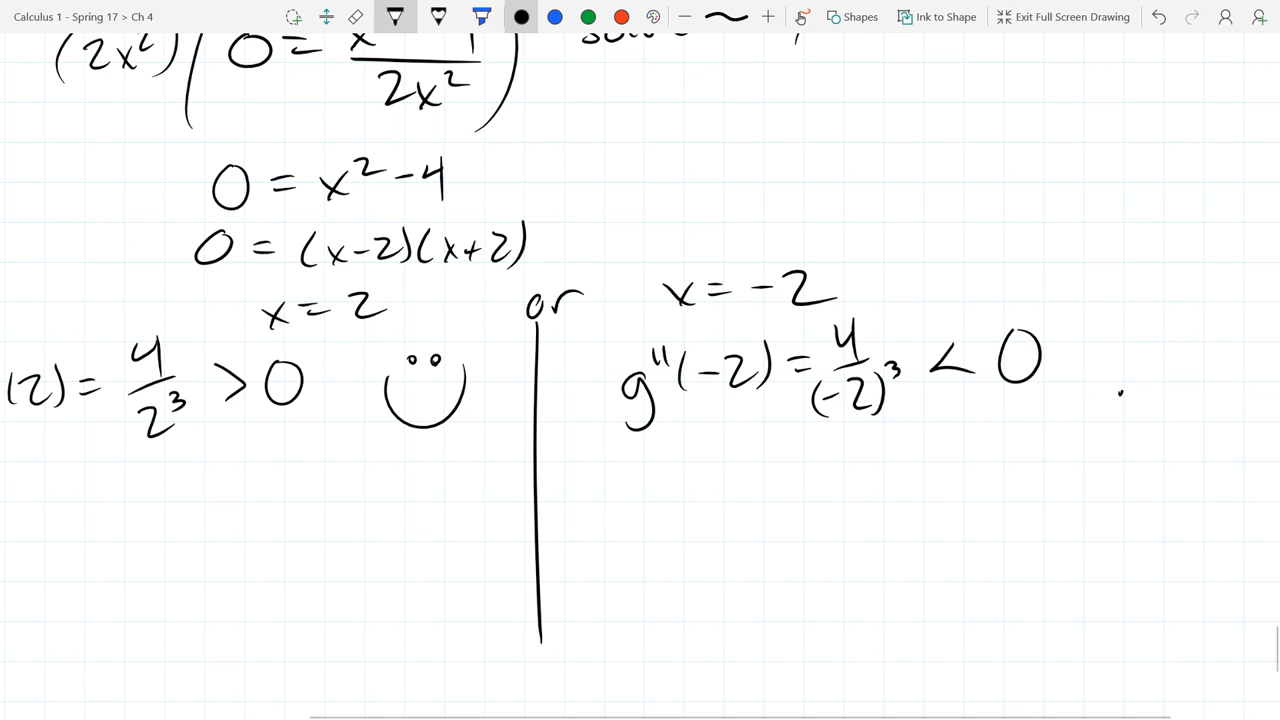 Calculus 1 - Spring 17 > Ch 4
Shapes
Ink to Shape
Exit Full Screen Drawing
(2x²)(0 = x
2x²)
0 = x² - 4
0 = (x-2)(x+2)
x = 2 or x = -2
(2) = 4/2³ > 0
g"(-2) = 4/(-2)³ < 0